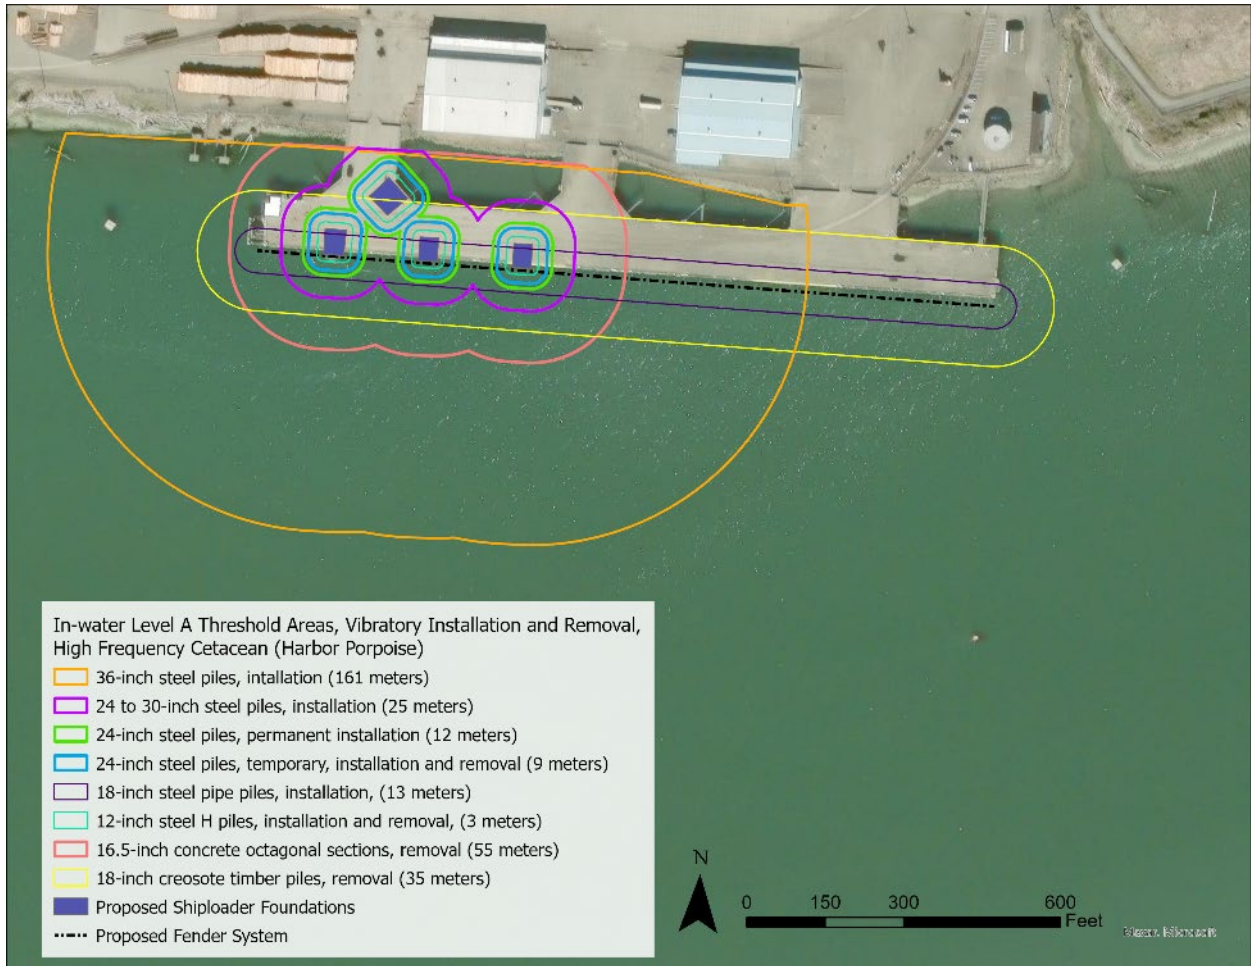 In-water Level A Threshold Areas, Vibratory Installation and Removal,
High Frequency Cetacean (Harbor Porpoise)
36-inch steel piles, intallation (161 meters)
24 to 30-inch steel piles, installation (25 meters)
24-inch steel piles, permanent installation (12 meters)
24-inch steel piles, temporary, installation and removal (9 meters)
18-inch steel pipe piles, installation, (13 meters)
12-inch steel H piles, installation and removal, (3 meters)
16.5-inch concrete octagonal sections, removal (55 meters)
18-inch creosote timber piles, removal (35 meters)
Proposed Shiploader Foundations
Proposed Fender System
N
0 150 300 600
Feet
Microsoft